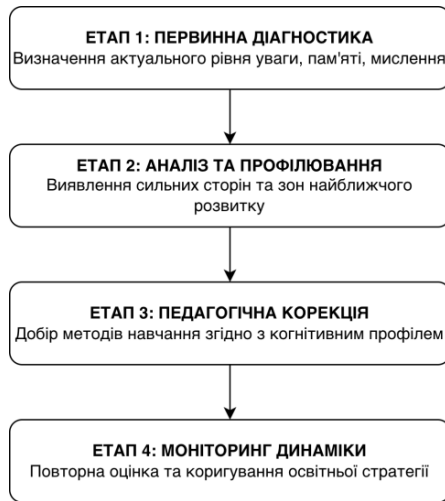 ЕТАП 1: ПЕРВИННА ДІАГНОСТИКА
Визначення актуального рівня уваги, пам'яті, мислення
ЕТАП 2: АНАЛІЗ ТА ПРОФІЛЮВАННЯ
Виявлення сильних сторін та зон найближчого
розвитку
ЕТАП 3: ПЕДАГОГІЧНА КОРЕКЦІЯ
Добір методів навчання згідно з когнітивним профілем
ЕТАП 4: МОНІТОРИНГ ДИНАМІКИ
Повторна оцінка та коригування освітньої стратегії